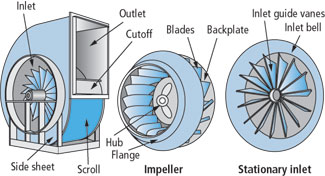 Inlet
Outlet
Cutoff
Side sheet
Scroll
Blades
Backplate
Hub
Flange
Impeller
Inlet guide vanes
Inlet bell
Stationary inlet